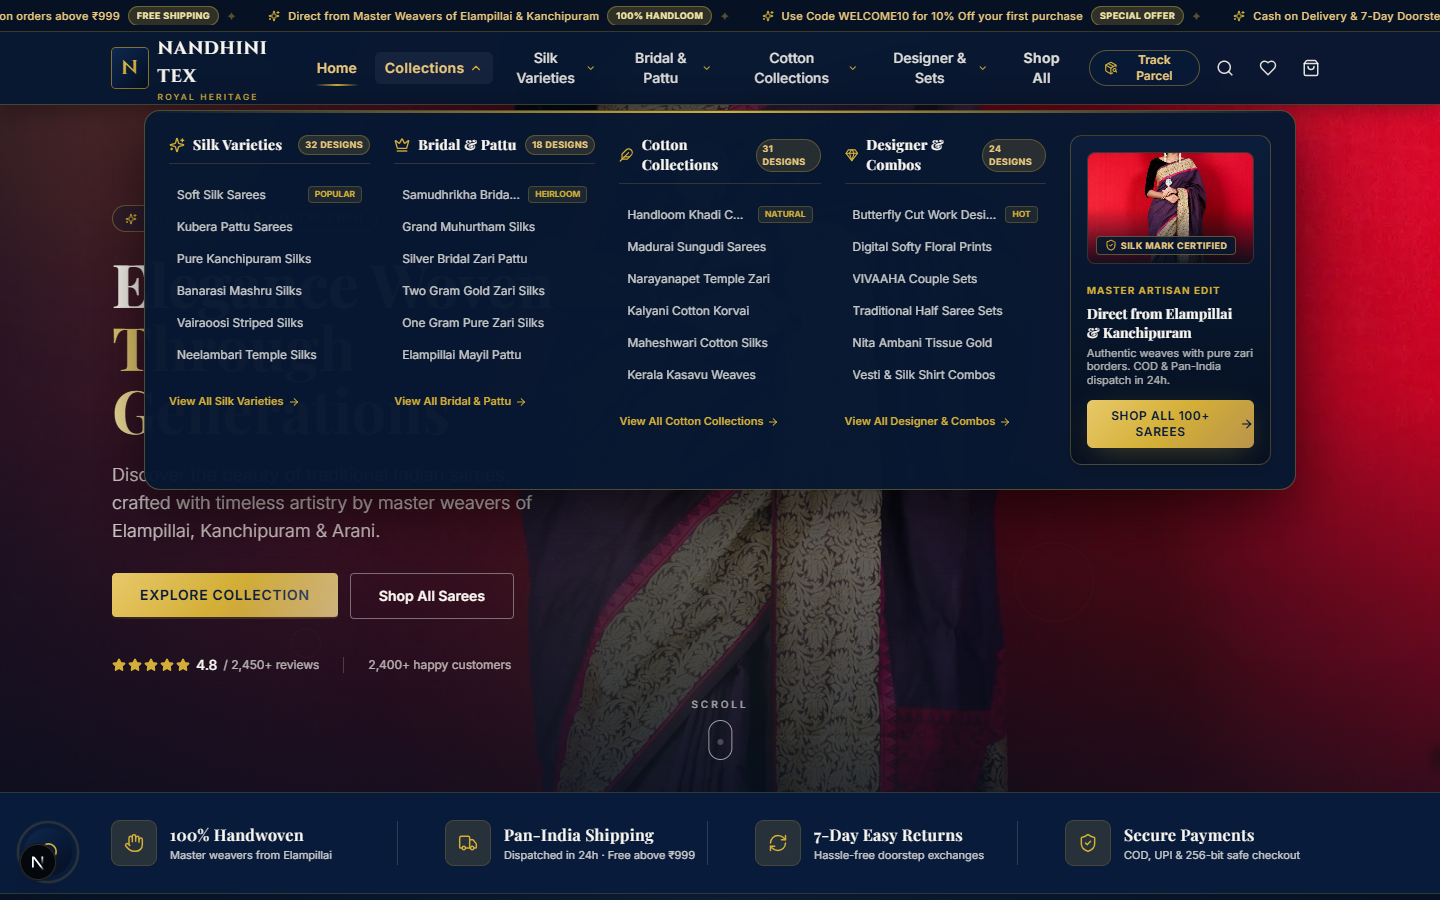 on orders above ₹999 FREE SHIPPING
Direct from Master Weavers of Elampillai & Kanchipuram 100% HANDLOOM
Use Code WELCOME10 for 10% Off your first purchase SPECIAL OFFER
Cash on Delivery & 7-Day Doorste
N
NANDHINI
TEX
ROYAL HERITAGE
Home
Collections
Silk
Varieties
Bridal &
Pattu
Cotton
Collections
Designer &
Sets
Shop
All
Track
Parcel
Silk Varieties 32 DESIGNS
Soft Silk Sarees POPULAR
Kubera Pattu Sarees
Pure Kanchipuram Silks
Banarasi Mashru Silks
Vairaoosi Striped Silks
Neelambari Temple Silks
View All Silk Varieties →
Bridal & Pattu 18 DESIGNS
Samudhrikha Brida... HEIRLOOM
Grand Muhurtham Silks
Silver Bridal Zari Pattu
Two Gram Gold Zari Silks
One Gram Pure Zari Silks
Elampillai Mayil Pattu
View All Bridal & Pattu →
Cotton
Collections
31
DESIGNS
Handloom Khadi C... NATURAL
Madurai Sungudi Sarees
Narayanapet Temple Zari
Kalyani Cotton Korvai
Maheshwari Cotton Silks
Kerala Kasavu Weaves
View All Cotton Collections →
Designer &
Combos
24
DESIGNS
Butterfly Cut Work Desi... HOT
Digital Softy Floral Prints
VIVAAHA Couple Sets
Traditional Half Saree Sets
Nita Ambani Tissue Gold
Vesti & Silk Shirt Combos
View All Designer & Combos →
SILK MARK CERTIFIED
MASTER ARTISAN EDIT
Direct from Elampillai
& Kanchipuram
Authentic weaves with pure zari
borders. COD & Pan-India
dispatch in 24h.
SHOP ALL 100+
SAREES →
Elegance Woven
Through
Generations
Discover the beauty of traditional Indian sarees,
crafted with timeless artistry by master weavers of
Elampillai, Kanchipuram & Arani.
EXPLORE COLLECTION
Shop All Sarees
4.8 / 2,450+ reviews
2,400+ happy customers
SCROLL
100% Handwoven
Master weavers from Elampillai
Pan-India Shipping
Dispatched in 24h · Free above ₹999
7-Day Easy Returns
Hassle-free doorstep exchanges
Secure Payments
COD, UPI & 256-bit safe checkout
N